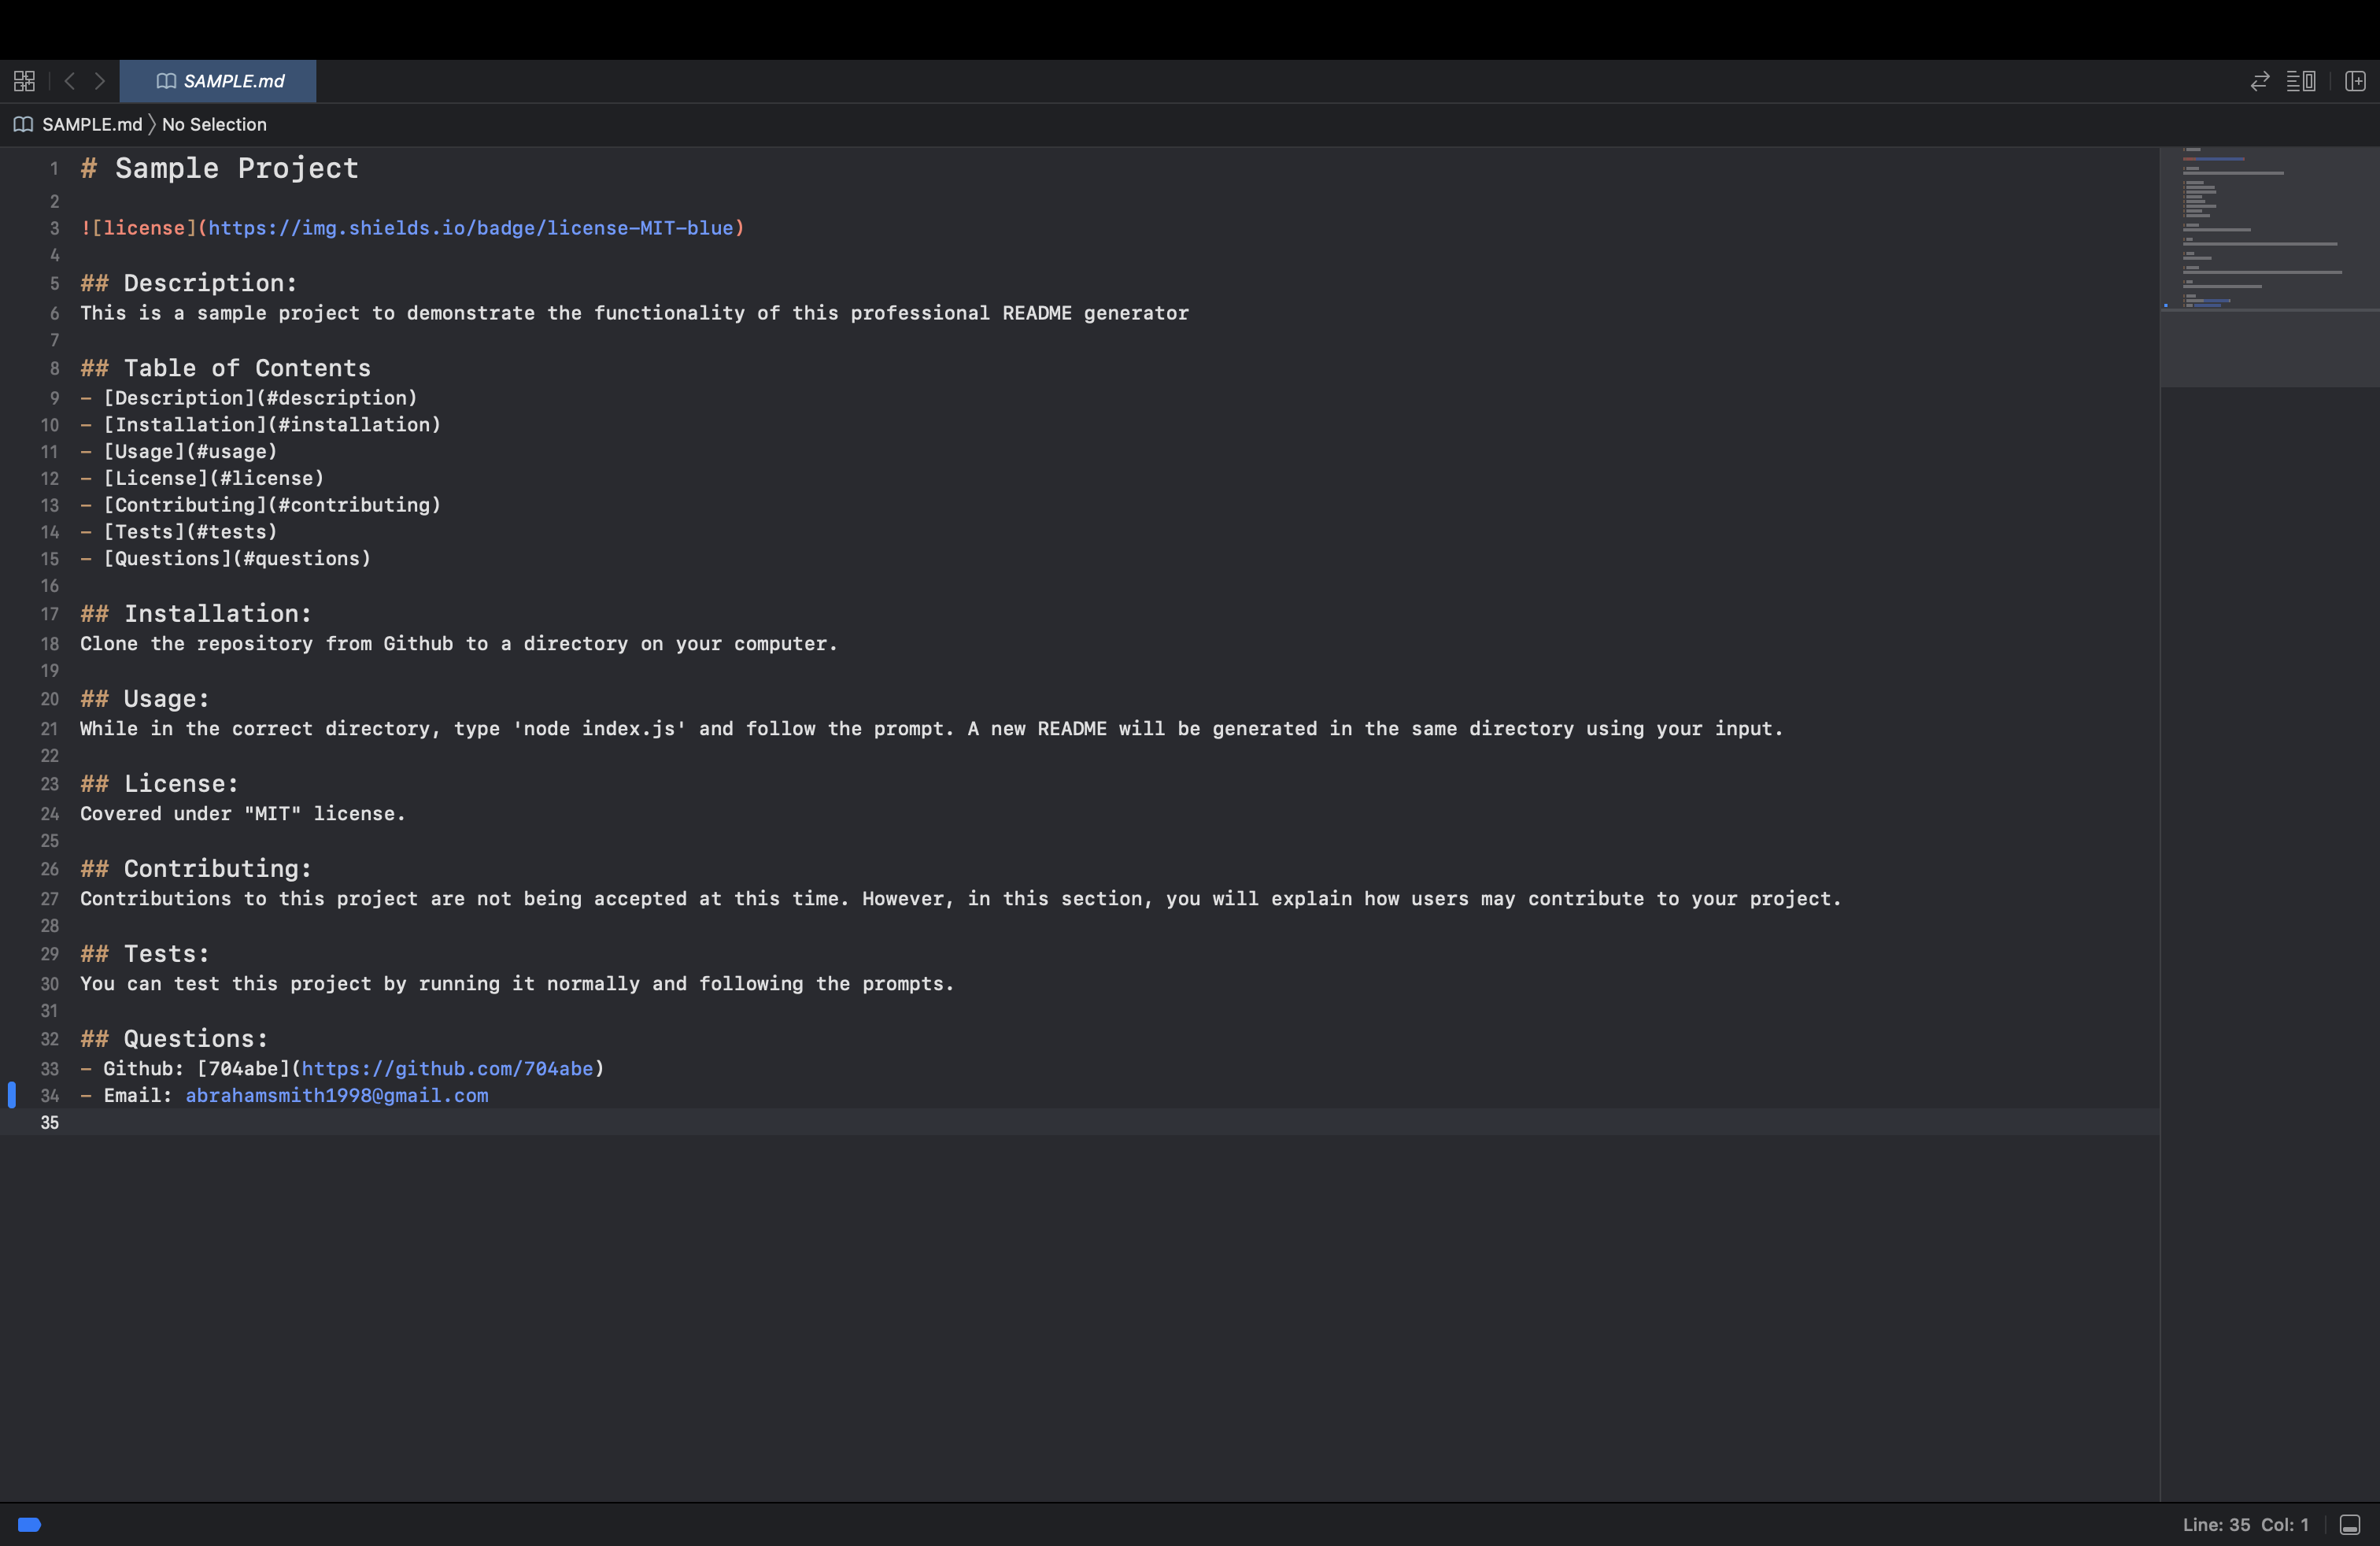 SAMPLE.md
SAMPLE.md No Selection
1 # Sample Project
2
3 ![license](https://img.shields.io/badge/license-MIT-blue)
4
5 ## Description:
6 This is a sample project to demonstrate the functionality of this professional README generator
7
8 ## Table of Contents
9 - [Description](#description)
10 - [Installation](#installation)
11 - [Usage](#usage)
12 - [License](#license)
13 - [Contributing](#contributing)
14 - [Tests](#tests)
15 - [Questions](#questions)
16
17 ## Installation:
18 Clone the repository from Github to a directory on your computer.
19
20 ## Usage:
21 While in the correct directory, type 'node index.js' and follow the prompt. A new README will be generated in the same directory using your input.
22
23 ## License:
24 Covered under "MIT" license.
25
26 ## Contributing:
27 Contributions to this project are not being accepted at this time. However, in this section, you will explain how users may contribute to your project.
28
29 ## Tests:
30 You can test this project by running it normally and following the prompts.
31
32 ## Questions:
33 - Github: [704abe](https://github.com/704abe)
34 - Email: abrahamsmith1998@gmail.com
35
Line: 35 Col: 1